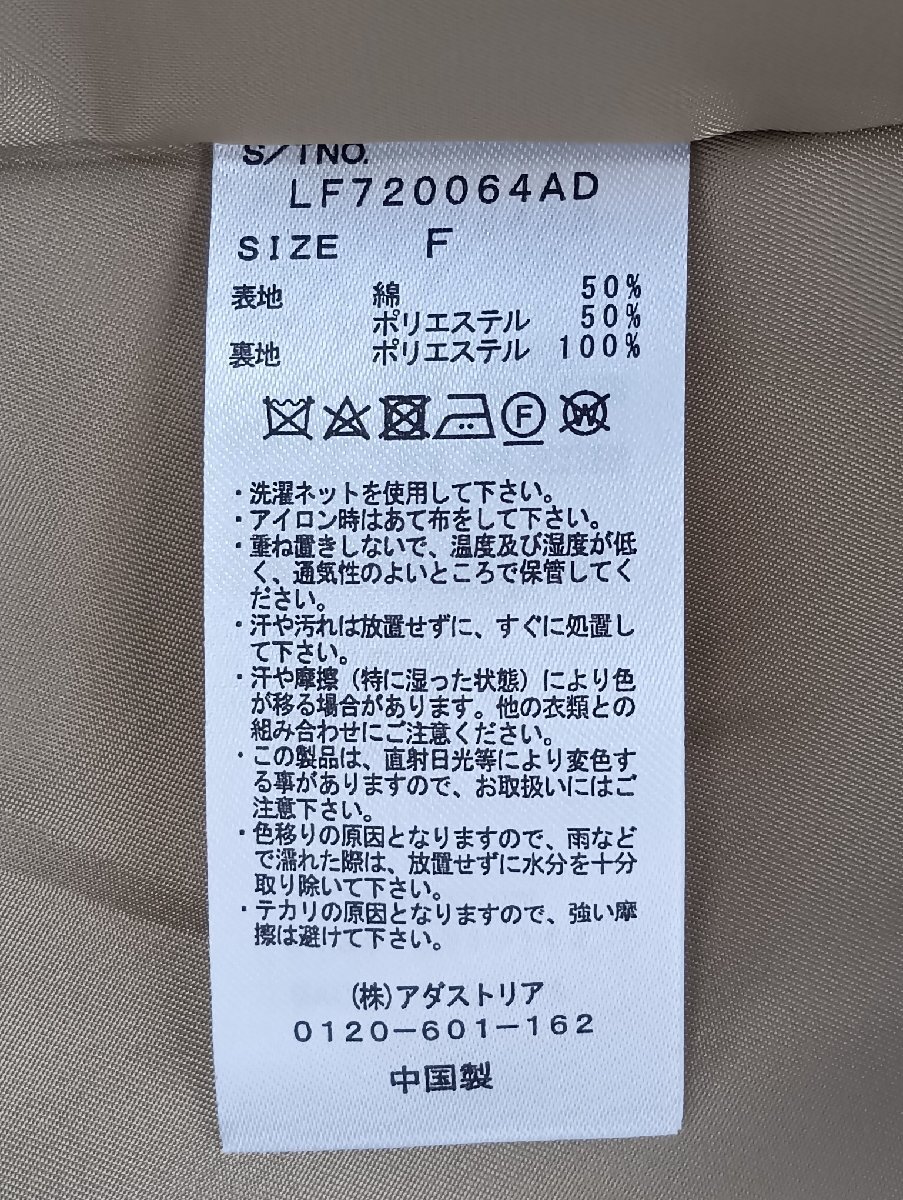 S/TNO.
LF720064AD
SIZE F
表地 綿 50%
ポリエステル 50%
裏地 ポリエステル 100%
F W
・洗濯ネットを使用して下さい。
・アイロン時はあて布をして下さい。
・重ね置きしないで、温度及び湿度が低
く、通気性のよいところで保管してく
ださい。
・汗や汚れは放置せずに、すぐに処置し
て下さい。
・汗や摩擦（特に湿った状態）により色
が移る場合があります。他の衣類との
組み合わせにご注意ください。
・この製品は、直射日光等により変色す
る事がありますので、お取扱いにはご
注意下さい。
・色移りの原因となりますので、雨など
で濡れた際は、放置せずに水分を十分
取り除いて下さい。
・テカリの原因となりますので、強い摩
擦は避けて下さい。
(株)アダストリア
0120-601-162
中国製